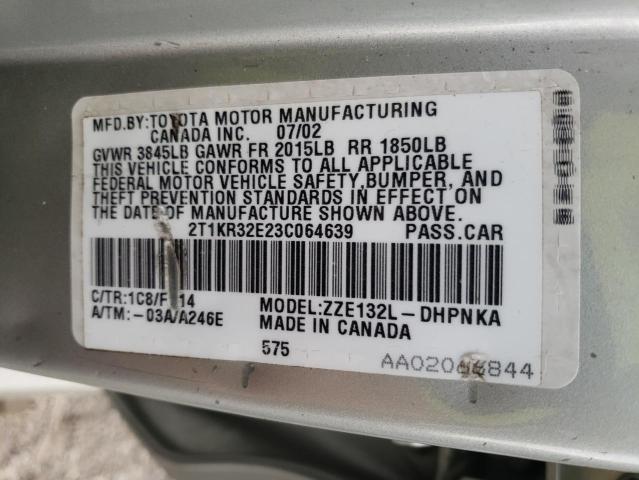 MFD.BY:TOYOTA MOTOR MANUFACTURING
CANADA INC. 07/02
GVWR 3845LB GAWR FR 2015LB RR 1850LB
THIS VEHICLE CONFORMS TO ALL APPLICABLE
FEDERAL MOTOR VEHICLE SAFETY,BUMPER, AND
THEFT PREVENTION STANDARDS IN EFFECT ON
THE DATE OF MANUFACTURE SHOWN ABOVE.
2T1KR32E23C064639 PASS.CAR
C/TR:1C8/ MODEL:ZZE132L-DHPNKA
A/TM:-03A/A246E MADE IN CANADA
575